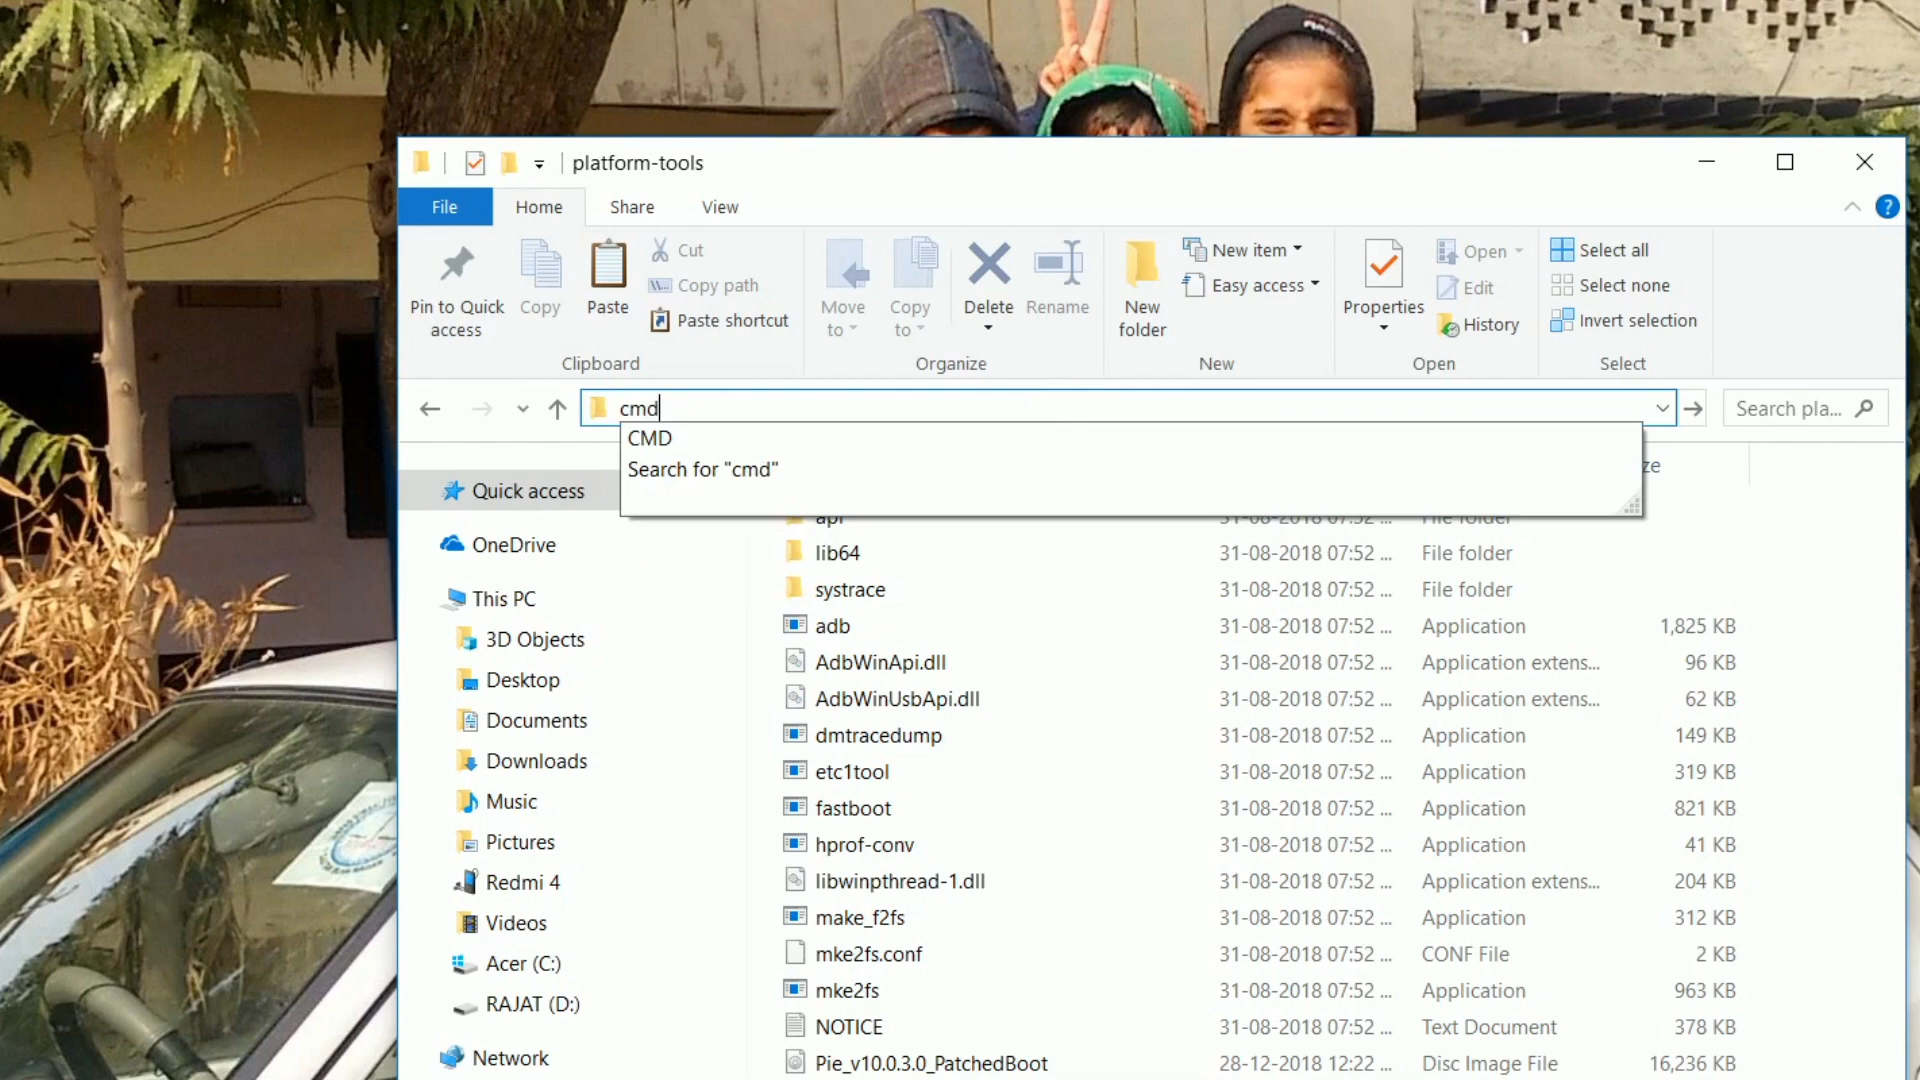 platform-tools
File Home Share View
Pin to Quick access
Copy
Paste
Cut
Copy path
Paste shortcut
Clipboard
Move to
Copy to
Delete
Rename
Organize
New folder
New item
Easy access
New
Properties
Open
Edit
History
Open
Select all
Select none
Invert selection
Select
cmd
Search pla...
CMD
Search for "cmd"
ze
Quick access
OneDrive
This PC
3D Objects
Desktop
Documents
Downloads
Music
Pictures
Redmi 4
Videos
Acer (C:)
RAJAT (D:)
Network
api 31-08-2018 07:52 ... File folder
lib64 31-08-2018 07:52 ... File folder
systrace 31-08-2018 07:52 ... File folder
adb 31-08-2018 07:52 ... Application 1,825 KB
AdbWinApi.dll 31-08-2018 07:52 ... Application extens... 96 KB
AdbWinUsbApi.dll 31-08-2018 07:52 ... Application extens... 62 KB
dmtracedump 31-08-2018 07:52 ... Application 149 KB
etc1tool 31-08-2018 07:52 ... Application 319 KB
fastboot 31-08-2018 07:52 ... Application 821 KB
hprof-conv 31-08-2018 07:52 ... Application 41 KB
libwinpthread-1.dll 31-08-2018 07:52 ... Application extens... 204 KB
make_f2fs 31-08-2018 07:52 ... Application 312 KB
mke2fs.conf 31-08-2018 07:52 ... CONF File 2 KB
mke2fs 31-08-2018 07:52 ... Application 963 KB
NOTICE 31-08-2018 07:52 ... Text Document 378 KB
Pie_v10.0.3.0_PatchedBoot 28-12-2018 12:22 ... Disc Image File 16,236 KB